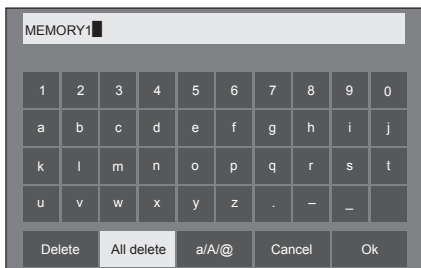 MEMORY1
1 2 3 4 5 6 7 8 9 0
a b c d e f g h i j
k l m n o p q r s t
u v w x y z . – _
Delete All delete a/A/@ Cancel Ok